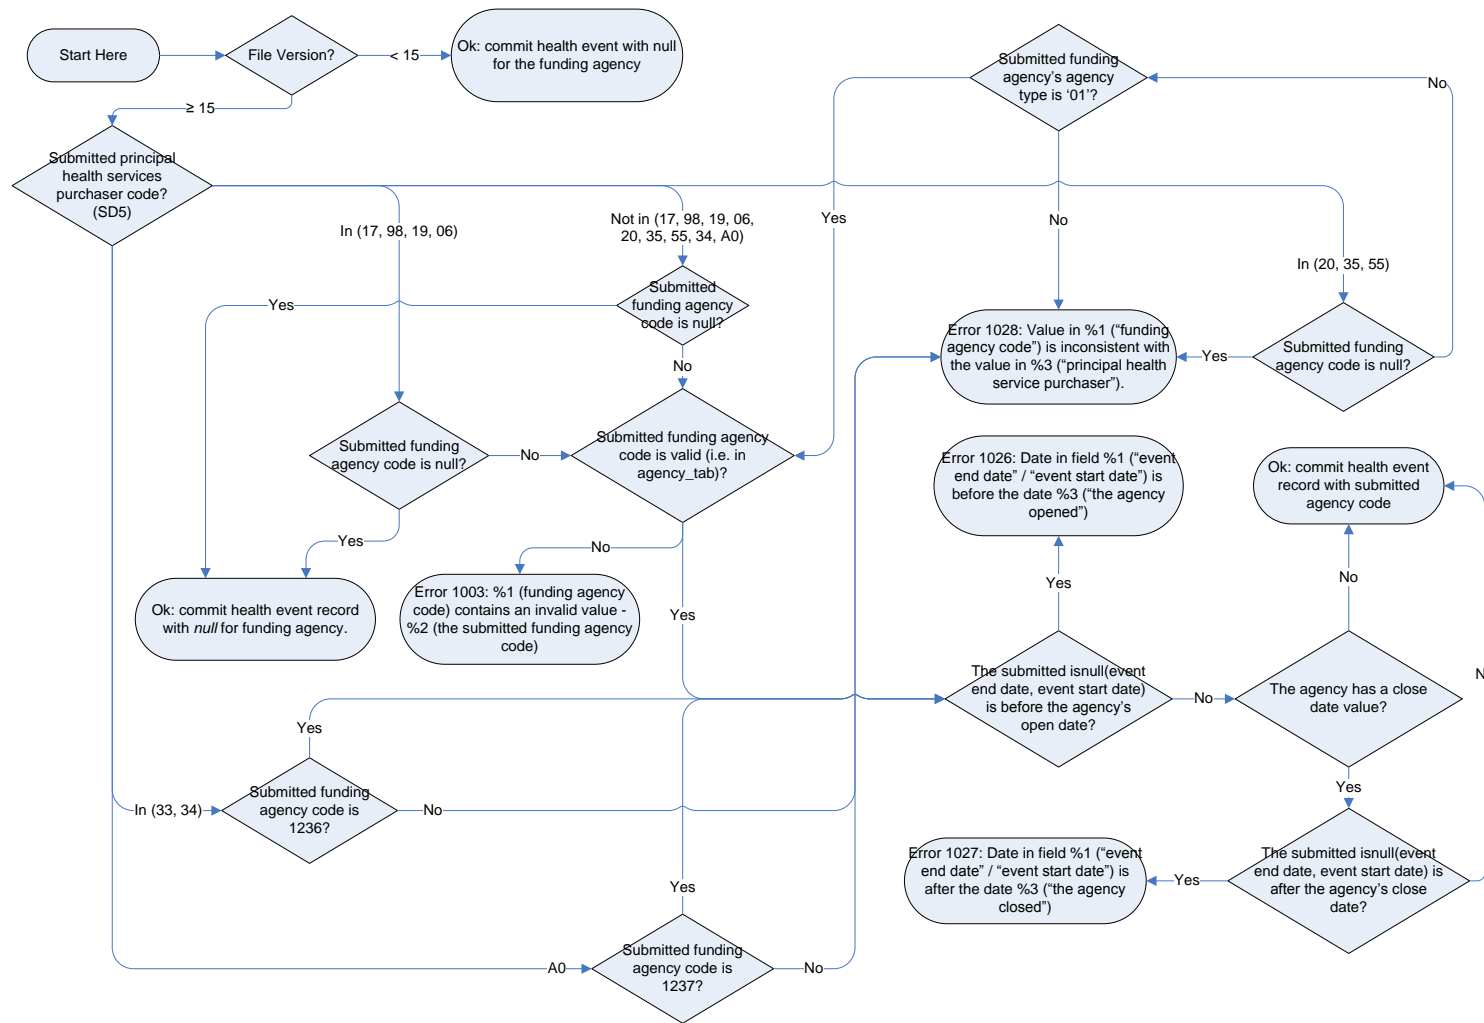 Start Here
File Version?
< 15
Ok: commit health event with null
for the funding agency
≥ 15
Submitted principal
health services
purchaser code?
(SD5)
Submitted funding
agency’s agency
type is ‘01’?
No
Yes
No
In (17, 98, 19, 06)
Not in (17, 98, 19, 06,
20, 35, 55, 34, A0)
In (20, 35, 55)
Submitted
funding agency
code is null?
Yes
No
Error 1028: Value in %1 (“funding
agency code”) is inconsistent with
the value in %3 (“principal health
service purchaser”).
Yes
Submitted funding
agency code is null?
Submitted funding
agency code is null?
No
Submitted funding agency
code is valid (i.e. in
agency_tab)?
Error 1026: Date in field %1 (“event
end date” / “event start date”) is
before the date %3 (“the agency
opened”)
Ok: commit health event
record with submitted
agency code
Yes
No
Yes
No
Ok: commit health event record
with null for funding agency.
Error 1003: %1 (funding agency
code) contains an invalid value -
%2 (the submitted funding agency
code)
Yes
The submitted isnull(event
end date, event start date)
is before the agency’s
open date?
No
The agency has a close
date value?
N
Yes
Yes
In (33, 34)
Submitted funding
agency code is
1236?
No
Error 1027: Date in field %1 (“event
end date” / “event start date”) is
after the date %3 (“the agency
closed”)
Yes
The submitted isnull(event
end date, event start date) is
after the agency’s close
date?
Yes
A0
Submitted funding
agency code is
1237?
No